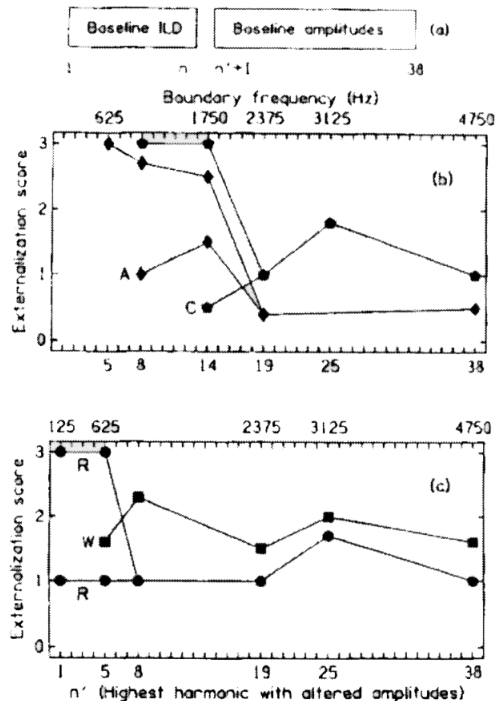 Baseline ILD Baseline amplitudes (a)
1 n n'+1 38
Boundary frequency (Hz)
625 1750 2375 3125 4750
Externalization score
3
2
1
0
(b)
A
C
5 8 14 19 25 38
125 625 2375 3125 4750
Externalization score
3
2
1
0
(c)
R
W
R
1 5 8 19 25 38
n' (Highest harmonic with altered amplitudes)